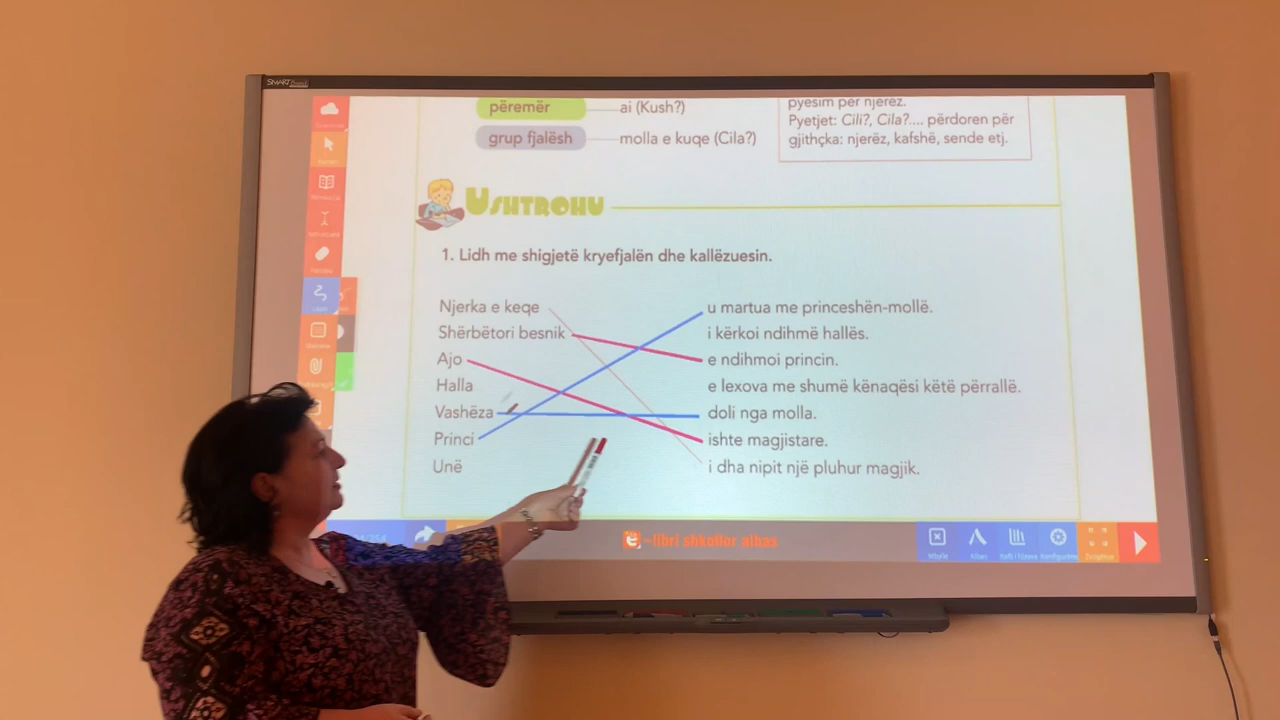 SMART
përemër
ai (Kush?)
grup fjalësh
molla e kuqe (Cila?)
pyesim për njerëz.
Pyetjet: Cili?, Cila?.... përdoren për
gjithçka: njerëz, kafshë, sende etj.
USHTROHU
1. Lidh me shigjetë kryefjalën dhe kallëzuesin.
Njerka e keqe
Shërbëtori besnik
Ajo
Halla
Vashëza
Princi
Unë
u martua me princeshën-mollë.
i kërkoi ndihmë hallës.
e ndihmoi princin.
e lexova me shumë kënaqësi këtë përrallë.
doli nga molla.
ishte magjistare.
i dha nipit një pluhur magjik.
-libri shkollor albas
Mbylle